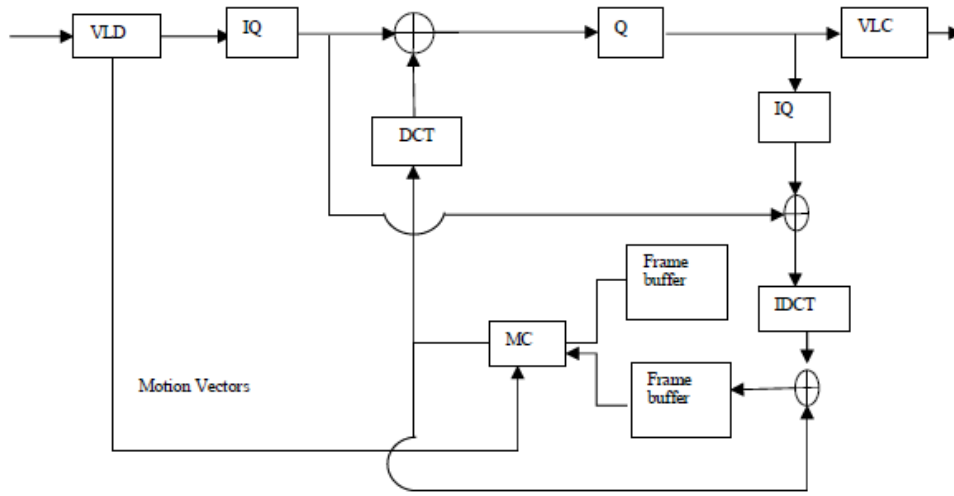 VLD
IQ
Q
VLC
IQ
DCT
Frame
buffer
IDCT
MC
Frame
buffer
Motion Vectors